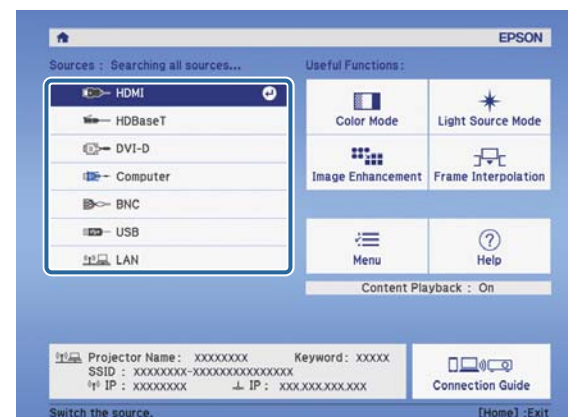 EPSON
Sources : Searching all sources...
Useful Functions :
HDMI
HDBaseT
DVI-D
Computer
BNC
USB
LAN
Color Mode
Light Source Mode
Image Enhancement
Frame Interpolation
Menu
Help
Content Playback : On
Projector Name : XXXXXXXX Keyword : XXXXX
SSID : XXXXXXXX-XXXXXXXXXXXXXXX
IP : XXXXXXXX IP : XXX.XXX.XXX.XXX
Connection Guide
Switch the source.
[Home] :Exit